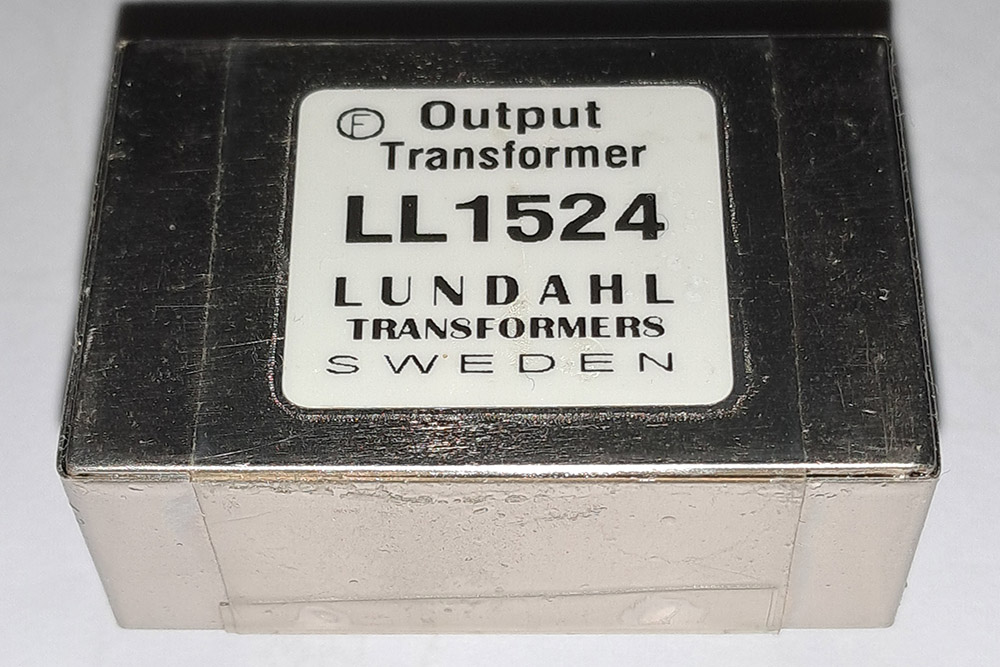 Ⓕ Output
Transformer
LL1524
LUNDAHL
TRANSFORMERS
SWEDEN